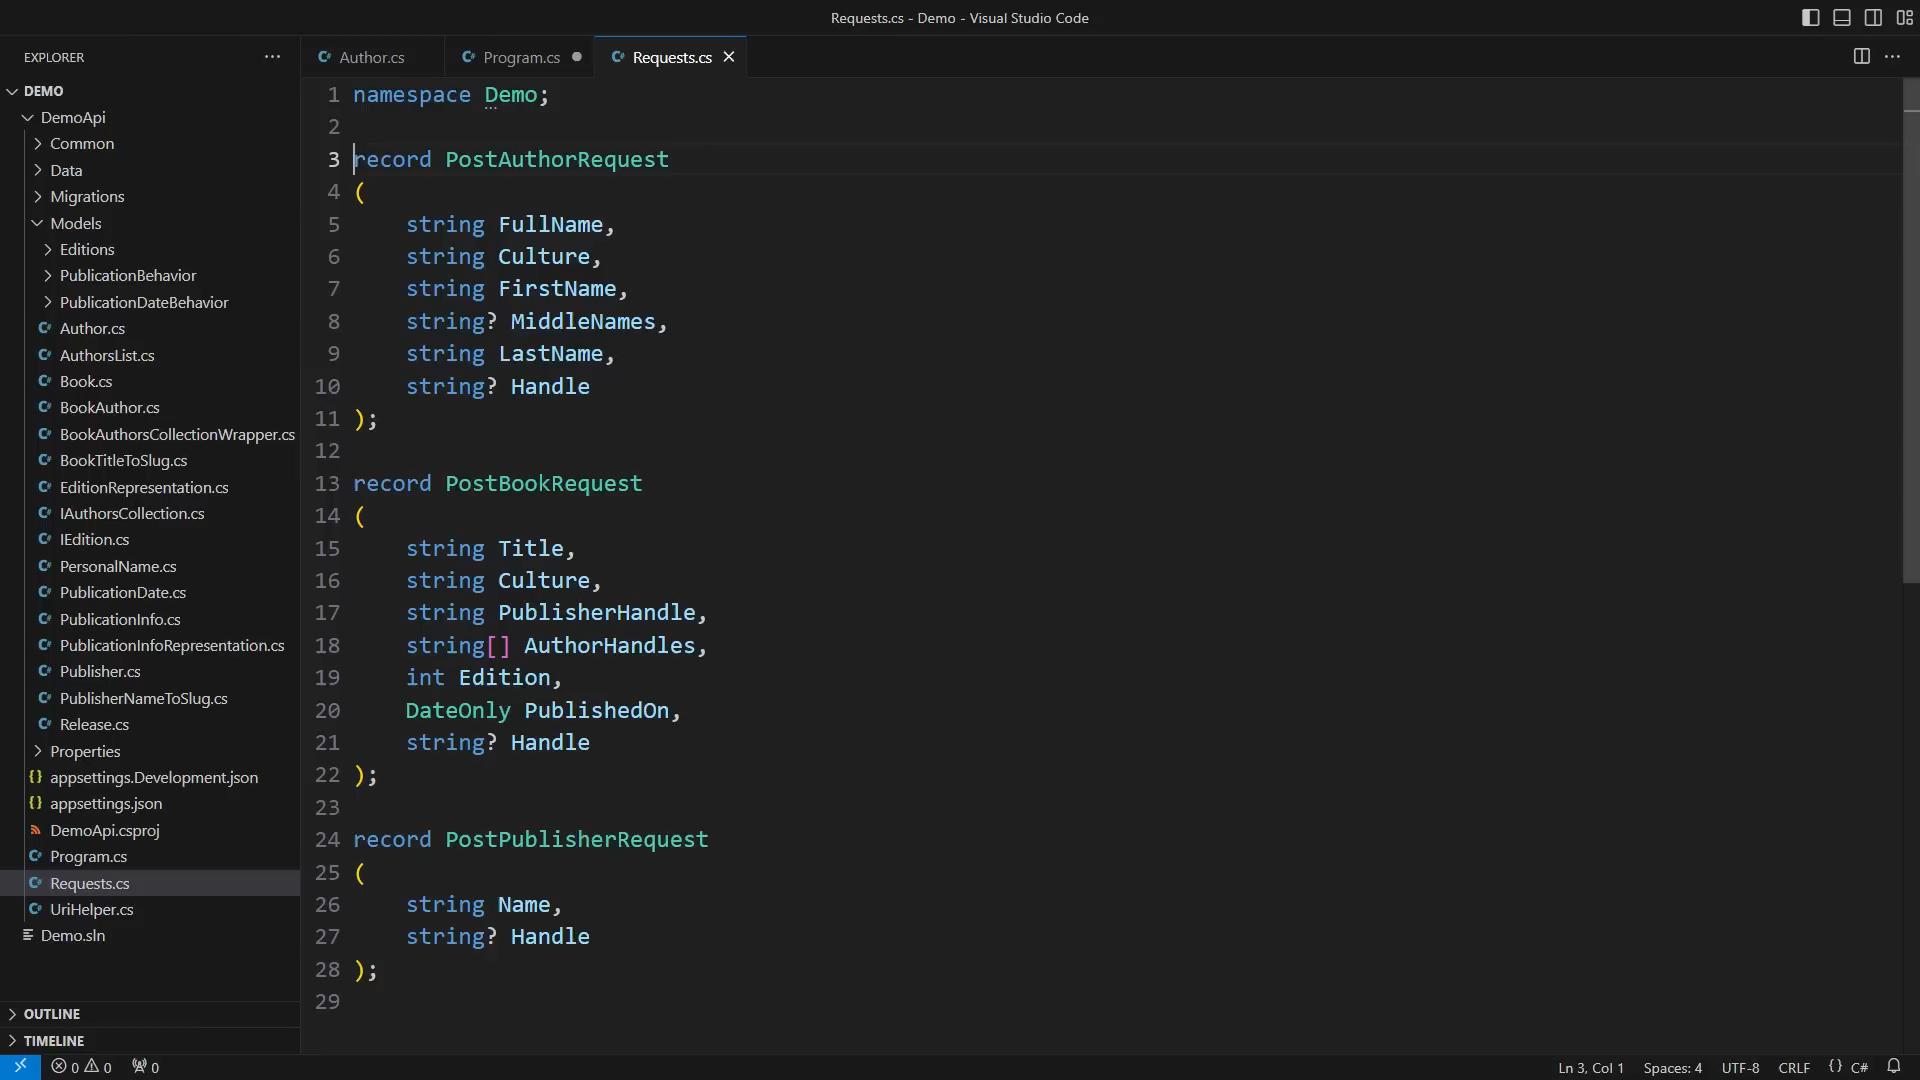 Requests.cs - Demo - Visual Studio Code
EXPLORER
DEMO
DemoApi
Common
Data
Migrations
Models
Editions
PublicationBehavior
PublicationDateBehavior
Author.cs
AuthorsList.cs
Book.cs
BookAuthor.cs
BookAuthorsCollectionWrapper.cs
BookTitleToSlug.cs
EditionRepresentation.cs
IAuthorsCollection.cs
IEdition.cs
PersonalName.cs
PublicationDate.cs
PublicationInfo.cs
PublicationInfoRepresentation.cs
Publisher.cs
PublisherNameToSlug.cs
Release.cs
Properties
{} appsettings.Development.json
{} appsettings.json
DemoApi.csproj
Program.cs
Requests.cs
UriHelper.cs
Demo.sln
OUTLINE
TIMELINE
Author.cs Program.cs Requests.cs
1 namespace Demo;
2
3 record PostAuthorRequest
4 (
5 string FullName,
6 string Culture,
7 string FirstName,
8 string? MiddleNames,
9 string LastName,
10 string? Handle
11 );
12
13 record PostBookRequest
14 (
15 string Title,
16 string Culture,
17 string PublisherHandle,
18 string[] AuthorHandles,
19 int Edition,
20 DateOnly PublishedOn,
21 string? Handle
22 );
23
24 record PostPublisherRequest
25 (
26 string Name,
27 string? Handle
28 );
29
0 0 0 Ln 3, Col 1 Spaces: 4 UTF-8 CRLF {} C#